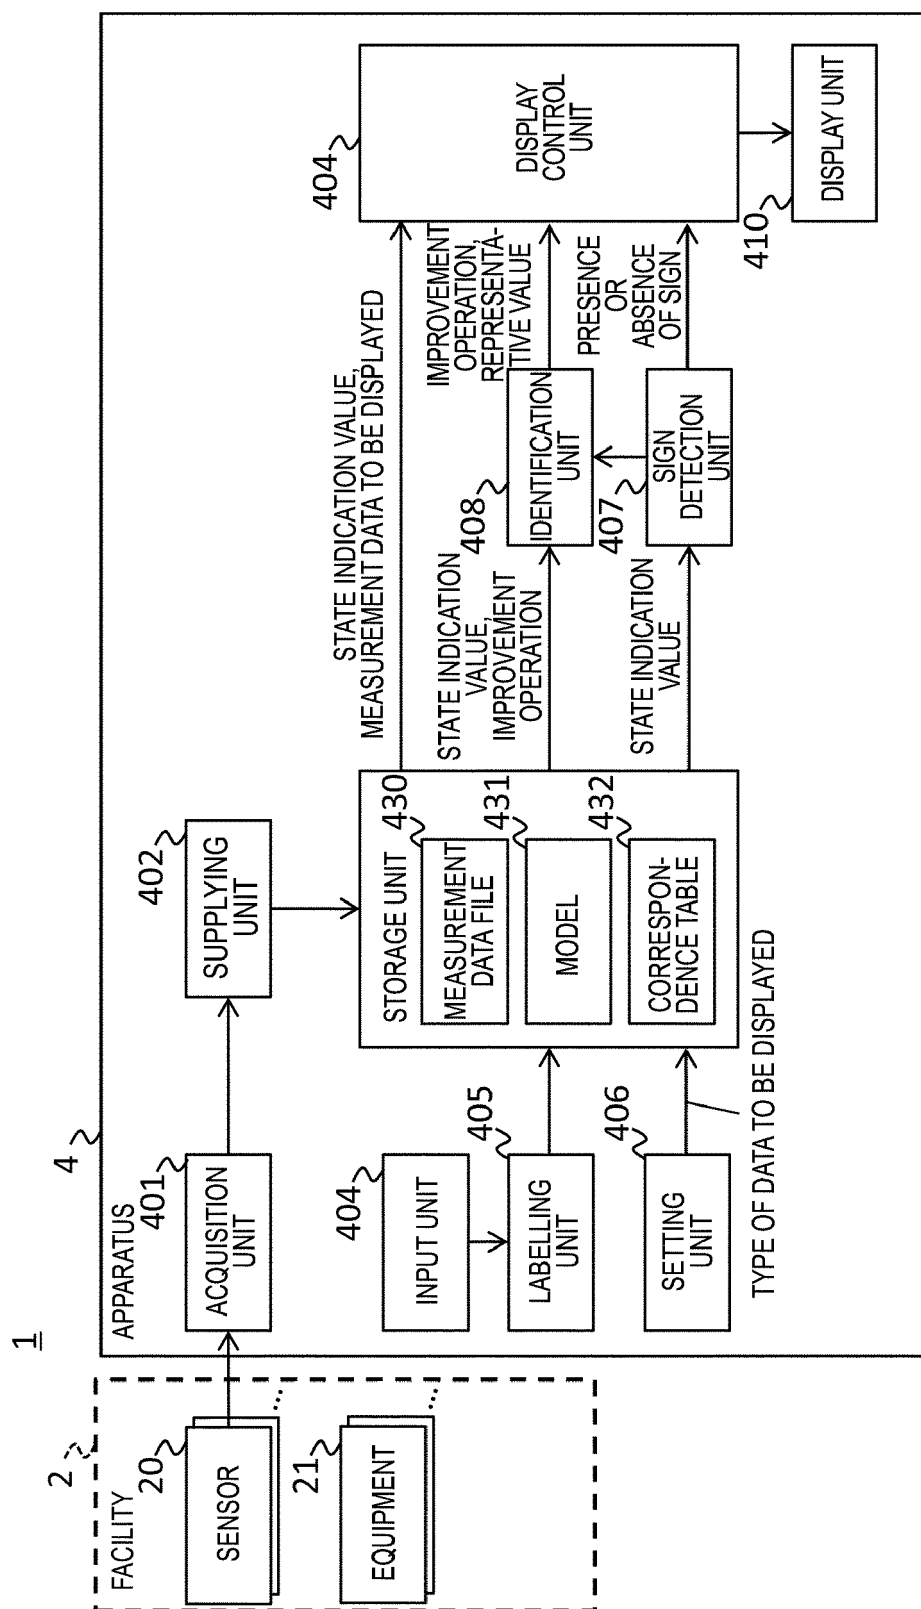 1
2
FACILITY
20
SENSOR
21
EQUIPMENT
4
APPARATUS
401
ACQUISITION
UNIT
402
SUPPLYING
UNIT
404
INPUT UNIT
405
LABELLING
UNIT
406
SETTING
UNIT
TYPE OF DATA TO BE DISPLAYED
STORAGE UNIT
430
MEASUREMENT
DATA FILE
431
MODEL
432
CORRESPON-
DENCE TABLE
STATE INDICATION VALUE,
MEASUREMENT DATA TO BE DISPLAYED
STATE INDICATION
VALUE,
IMPROVEMENT
OPERATION
STATE INDICATION
VALUE
408
IDENTIFICATION
UNIT
407
SIGN
DETECTION
UNIT
IMPROVEMENT
OPERATION,
REPRESENTA-
TIVE VALUE
PRESENCE
OR
ABSENCE
OF SIGN
404
DISPLAY
CONTROL
UNIT
410
DISPLAY UNIT